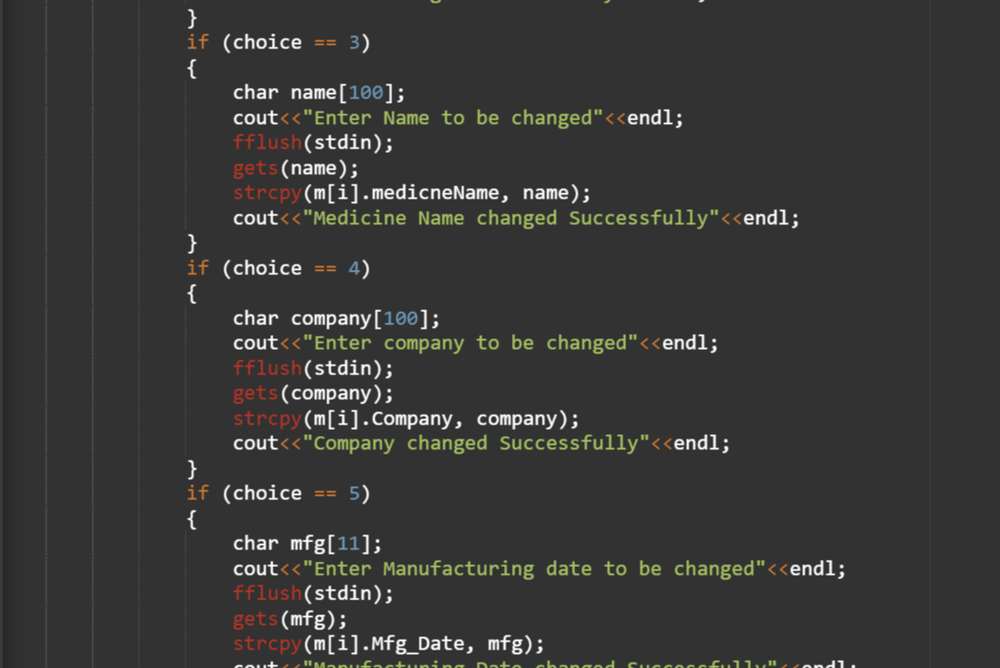 }
if (choice == 3)
{
char name[100];
cout<<"Enter Name to be changed"<<endl;
fflush(stdin);
gets(name);
strcpy(m[i].medicneName, name);
cout<<"Medicine Name changed Successfully"<<endl;
}
if (choice == 4)
{
char company[100];
cout<<"Enter company to be changed"<<endl;
fflush(stdin);
gets(company);
strcpy(m[i].Company, company);
cout<<"Company changed Successfully"<<endl;
}
if (choice == 5)
{
char mfg[11];
cout<<"Enter Manufacturing date to be changed"<<endl;
fflush(stdin);
gets(mfg);
strcpy(m[i].Mfg_Date, mfg);
cout<<"Manufacturing Date changed Successfully"<<endl;